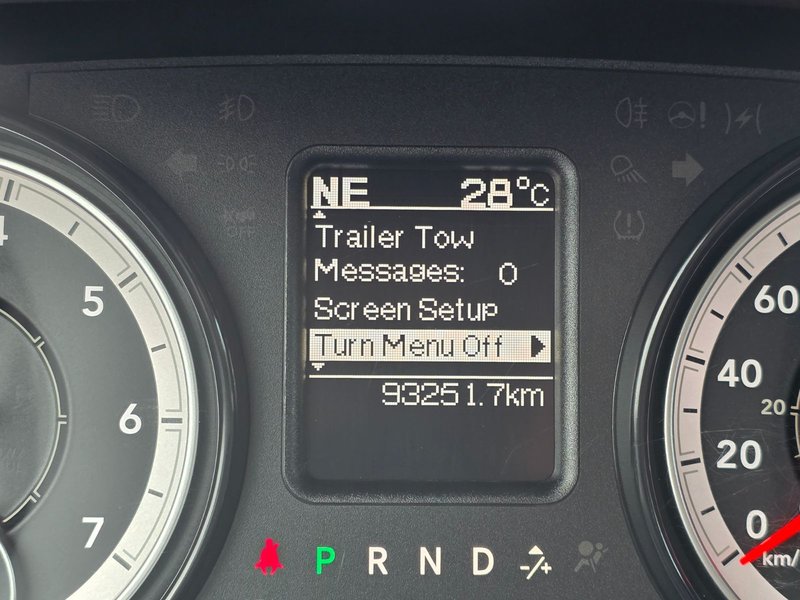 NE 28°C
Trailer Tow
Messages: 0
Screen Setup
Turn Menu Off
93251.7km
4
5
6
7
60
40
20
20
0
km/
P R N D -/+